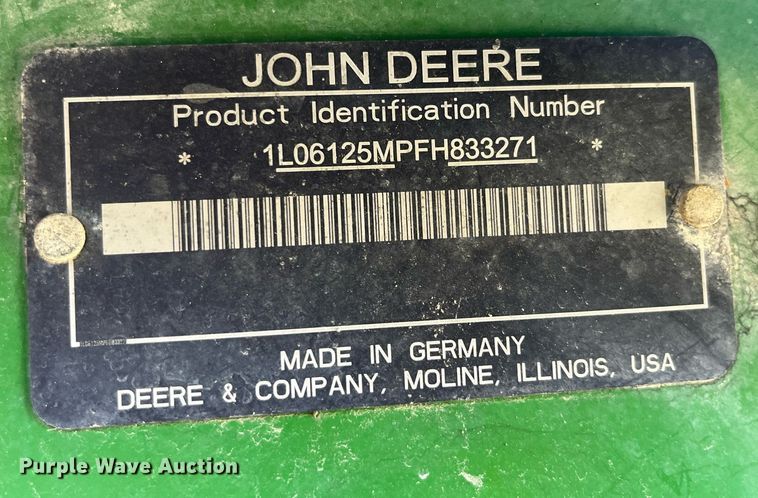 JOHN DEERE
Product Identification Number
* 1L06125MPFH833271 *
MADE IN GERMANY
DEERE & COMPANY, MOLINE, ILLINOIS, USA
Purple Wave Auction